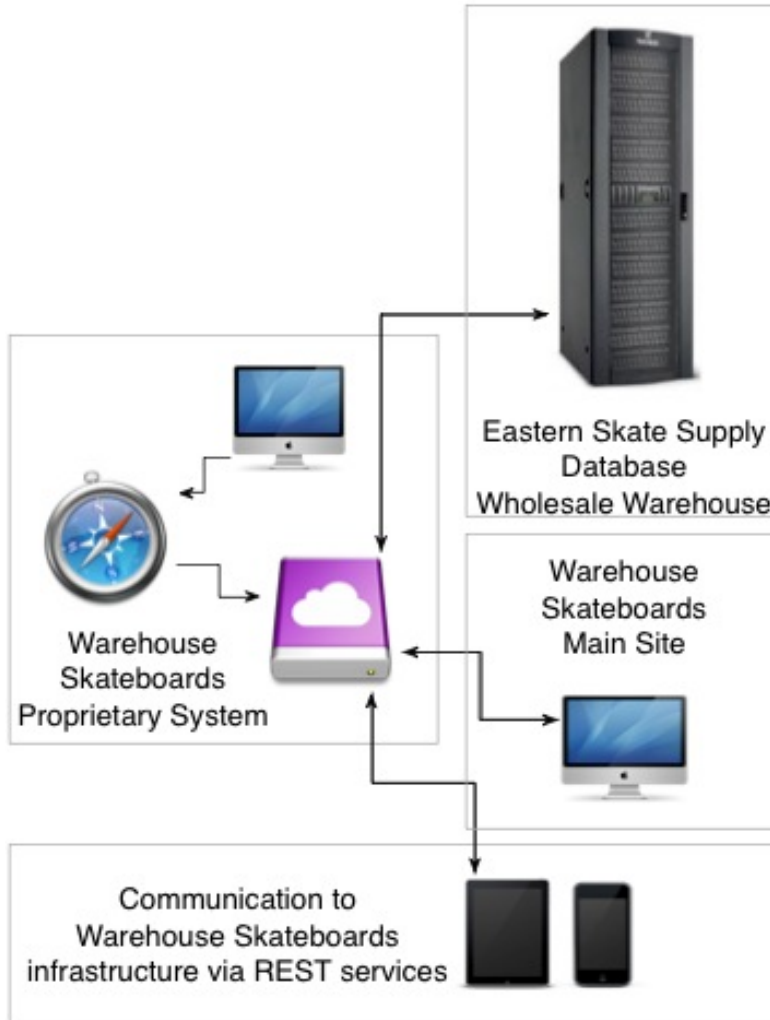 Eastern Skate Supply
Database
Wholesale Warehouse
Warehouse
Skateboards
Proprietary System
Warehouse
Skateboards
Main Site
Communication to
Warehouse Skateboards
infrastructure via REST services